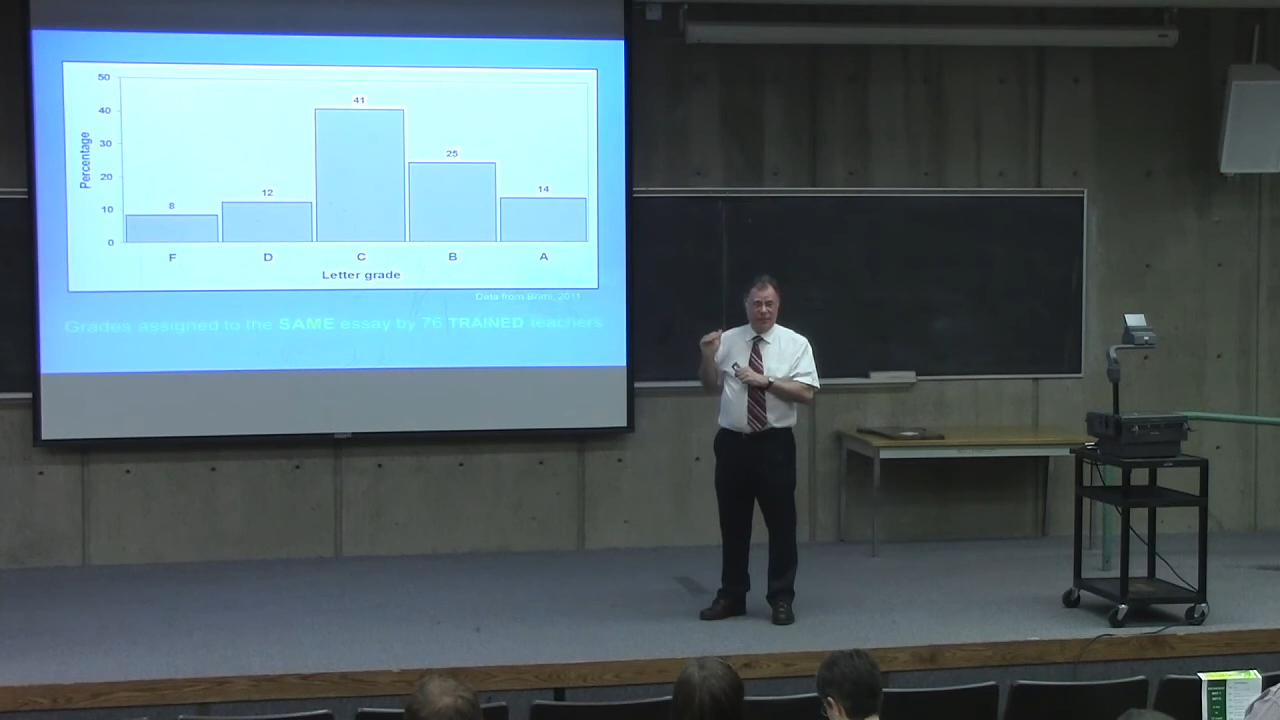 50
41
40
Percentage
30
25
20
14
12
10
8
0
F D C B A
Letter grade
Data from Brimi, 2011
Grades assigned to the SAME essay by 76 TRAINED teachers